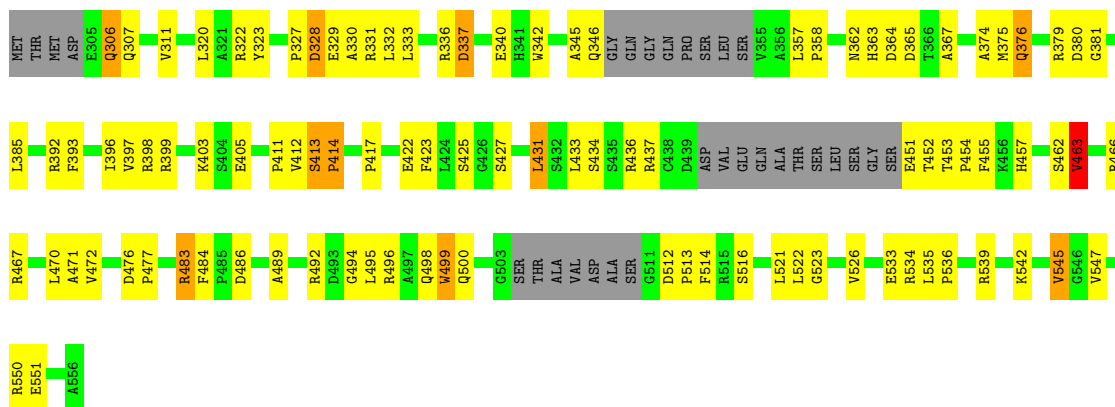 MET THR MET ASP E305 Q306 Q307 V311 L320 A321 R322 Y323 P327 D328 E329 A330 R331 L332 L333 R336 D337 E340 H341 W342 A345 Q346 GLY GLN GLY GLN PRO SER LEU SER V355 A356 L357 P358 N362 H363 D364 D365 T366 A367 A374 M375 Q376 R379 D380 G381
L385 R392 F393 I396 V397 R398 R399 K403 S404 E405 P411 V412 S413 P414 P417 E422 F423 L424 S425 G426 S427 L431 S432 L433 S434 S435 R436 R437 C438 D439 ASP VAL GLU GLN ALA THR SER LEU SER GLY SER E451 T452 T453 P454 F455 K456 H457 S462 V463 R466
R467 L470 A471 V472 D476 P477 R483 F484 P485 D486 A489 R492 D493 G494 L495 R496 A497 Q498 W499 Q500 G503 SER THR ALA VAL ASP ALA SER G511 D512 P513 F514 R515 S516 L521 L522 G523 V526 E533 R534 L535 P536 R539 K542 V545 G546 V547
R550 E551 A556